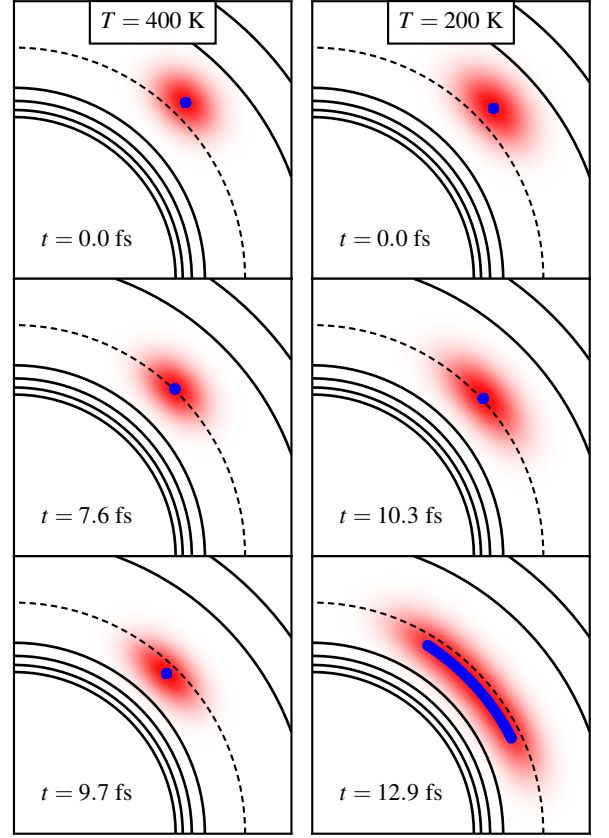 T = 400 K
T = 200 K
t = 0.0 fs
t = 0.0 fs
t = 7.6 fs
t = 10.3 fs
t = 9.7 fs
t = 12.9 fs